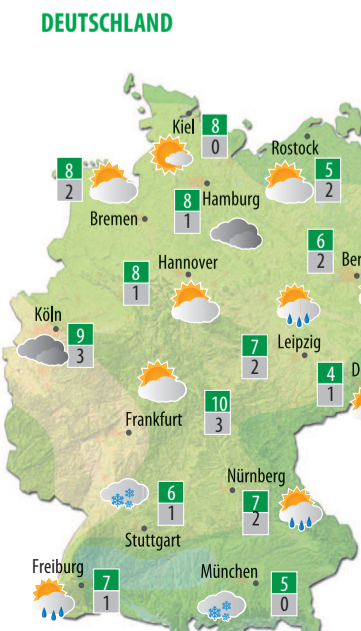 DEUTSCHLAND
Kiel 8
0
Rostock
5
2
8
2
8 Hamburg
1
Bremen
6
2 Ber
Hannover
8
1
Köln
9
3
7
2
Leipzig
4 D
1
10
3
Frankfurt
6
1
Nürnberg
7
2
Stuttgart
Freiburg
7
1
München
5
0